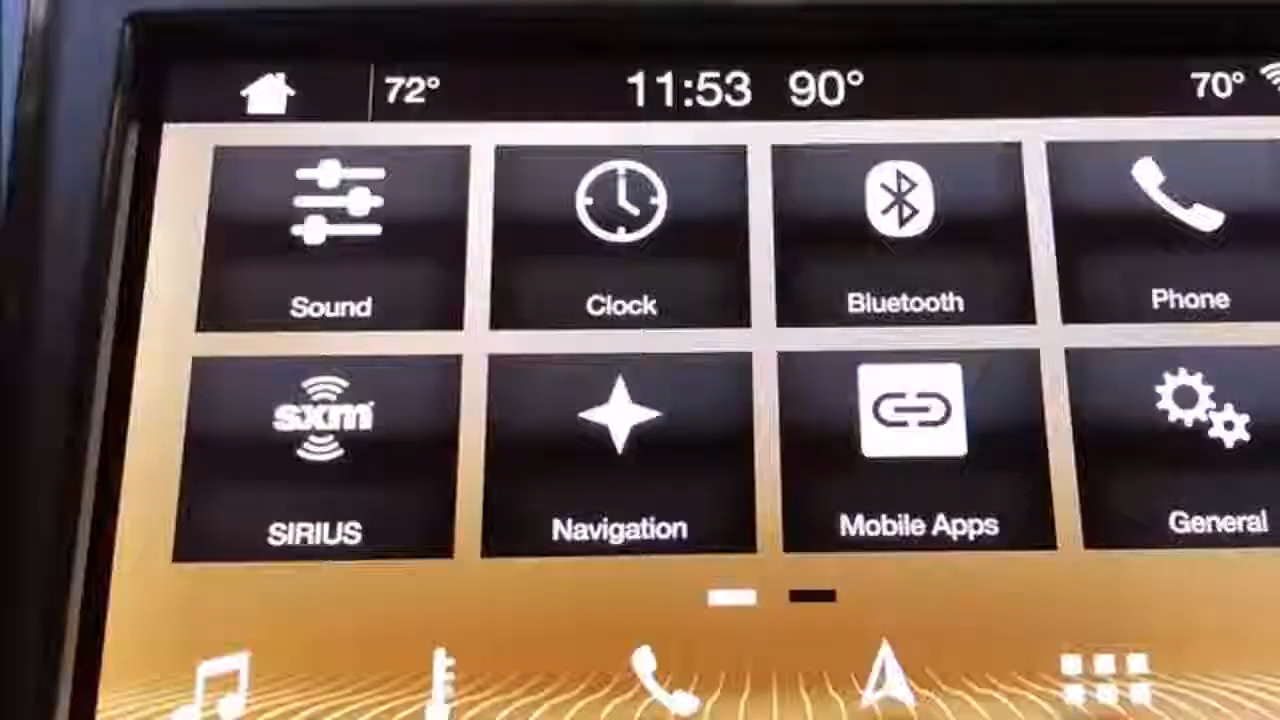 72° 11:53 90° 70°
Sound Clock Bluetooth Phone
sxm
SIRIUS Navigation Mobile Apps General